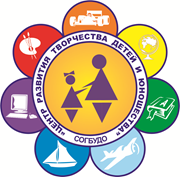 "ЦЕНТР РАЗВИТИЯ ТВОРЧЕСТВА ДЕТЕЙ И ЮНОШЕСТВА"
СОГБУДО